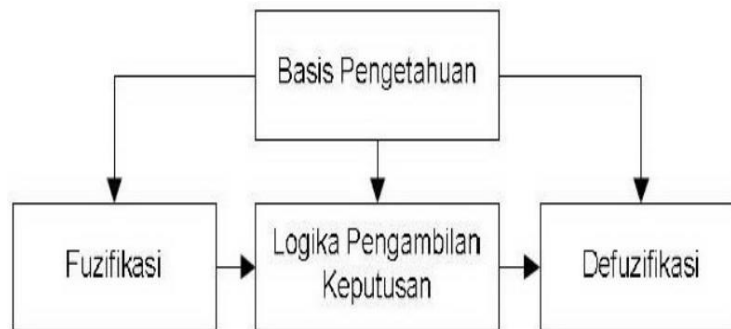 Basis Pengetahuan
Fuzifikasi
Logika Pengambilan
Keputusan
Defuzifikasi